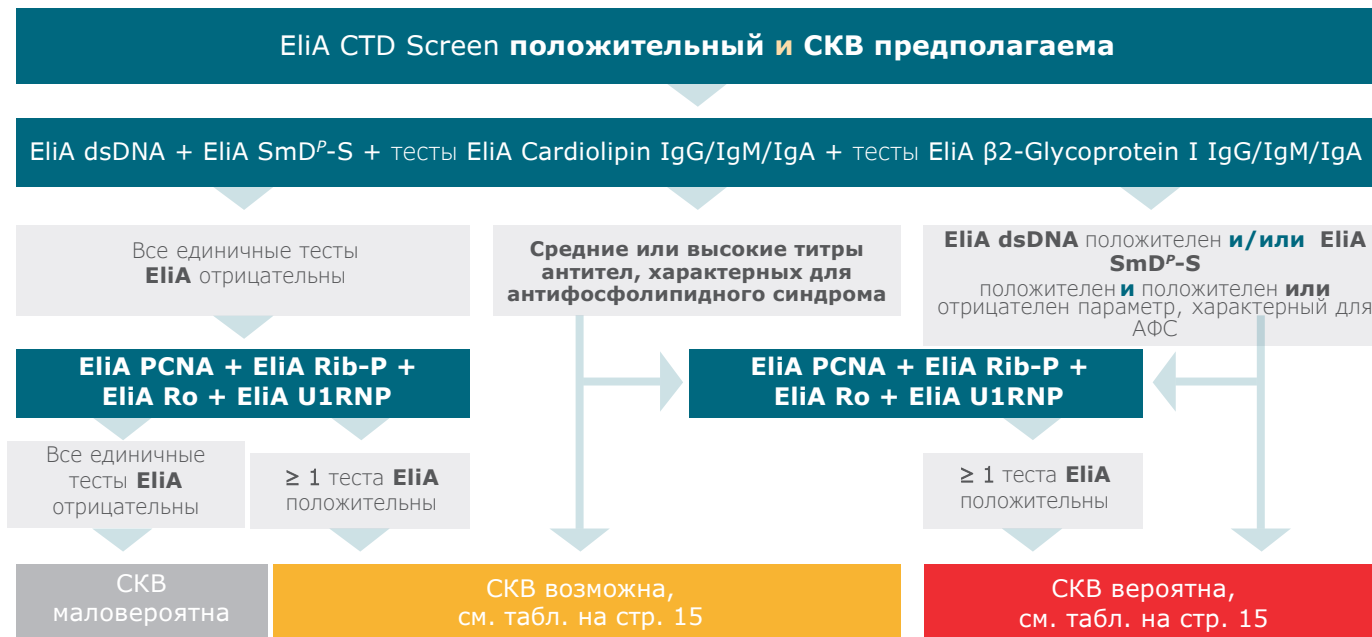 EliA CTD Screen положительный и СКВ предполагаема
EliA dsDNA + EliA SmDᴾ-S + тесты EliA Cardiolipin IgG/IgM/IgA + тесты EliA β2-Glycoprotein I IgG/IgM/IgA
Все единичные тесты
EliA отрицательны
Средние или высокие титры
антител, характерных для
антифосфолипидного синдрома
EliA dsDNA положителен и/или EliA
SmDᴾ-S
положителен и положителен или
отрицателен параметр, характерный для
АФС
EliA PCNA + EliA Rib-P +
EliA Ro + EliA U1RNP
EliA PCNA + EliA Rib-P +
EliA Ro + EliA U1RNP
Все единичные
тесты EliA
отрицательны
≥ 1 теста EliA
положительны
≥ 1 теста EliA
положительны
СКВ
маловероятна
СКВ возможна,
см. табл. на стр. 15
СКВ вероятна,
см. табл. на стр. 15